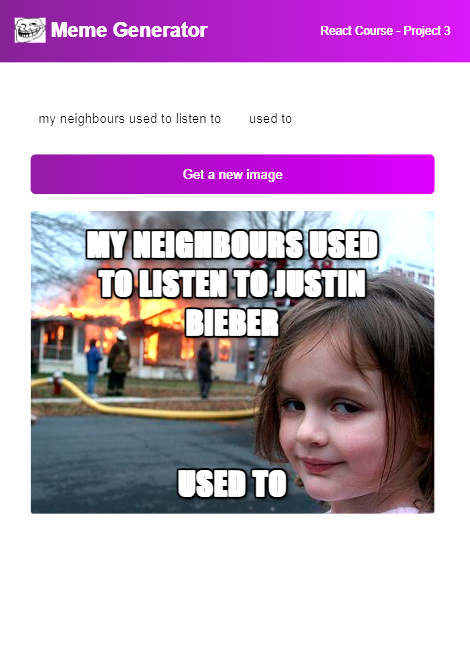 Meme Generator
React Course - Project 3
my neighbours used to listen to
used to
Get a new image
MY NEIGHBOURS USED
TO LISTEN TO JUSTIN
BIEBER
USED TO